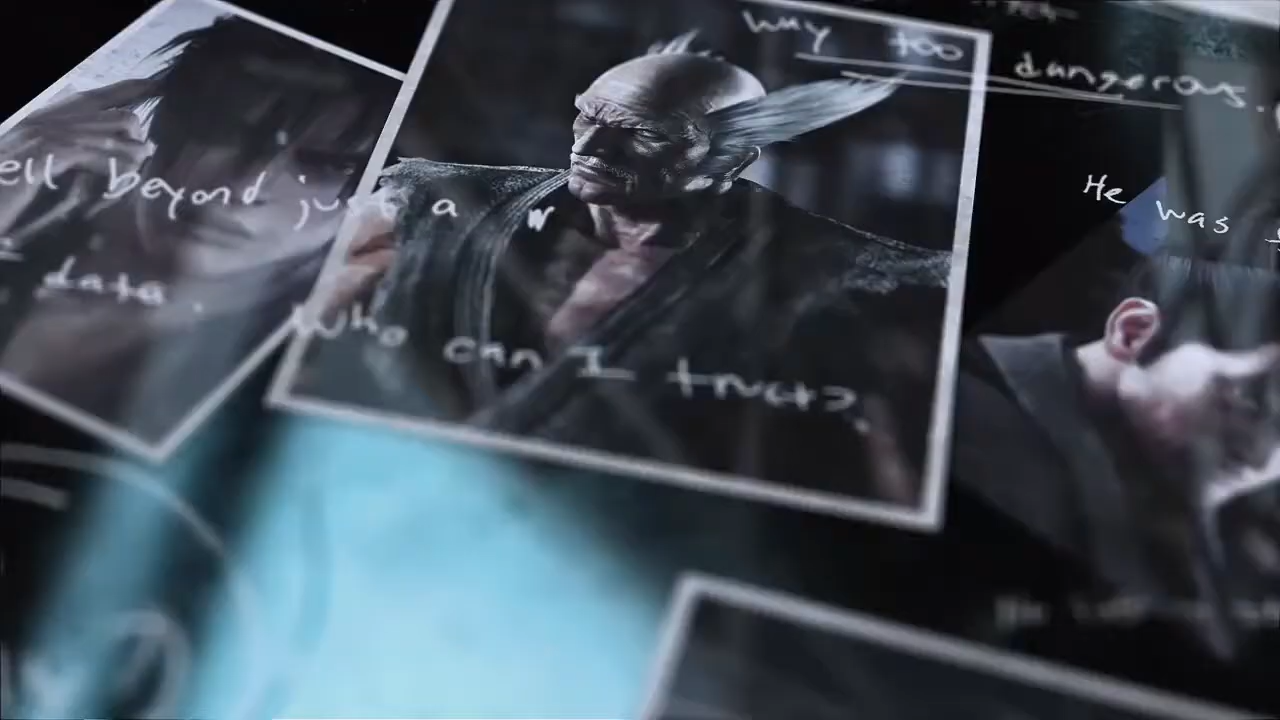 way too dangerous.
ell beyond just a w
He was
data.
Who can I trust?